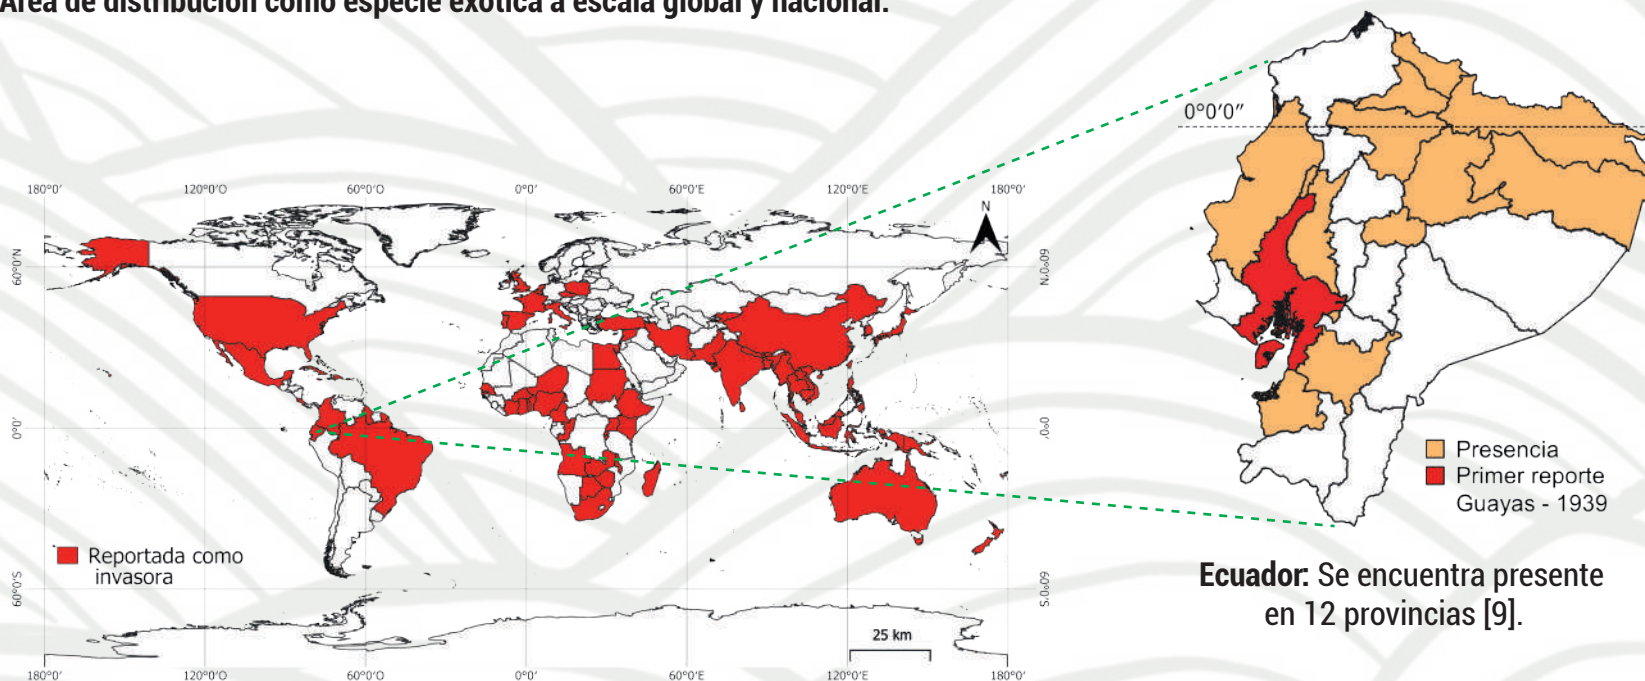 Área de distribución como especie exótica a escala global y nacional.
0°0'0"
180°0' 120°0'0 60°0'O 0°0' 60°0'E 120°0'E 180°0'
N
60°0'N 60°0'N
0°0' 0°0'
Presencia
Primer reporte
Guayas - 1939
Reportada como
invasora
Ecuador: Se encuentra presente
en 12 provincias [9].
60°0'S 60°0'S
25 km
180°0' 120°0'0 60°0'O 0°0' 60°0'E 120°0'E 180°0'